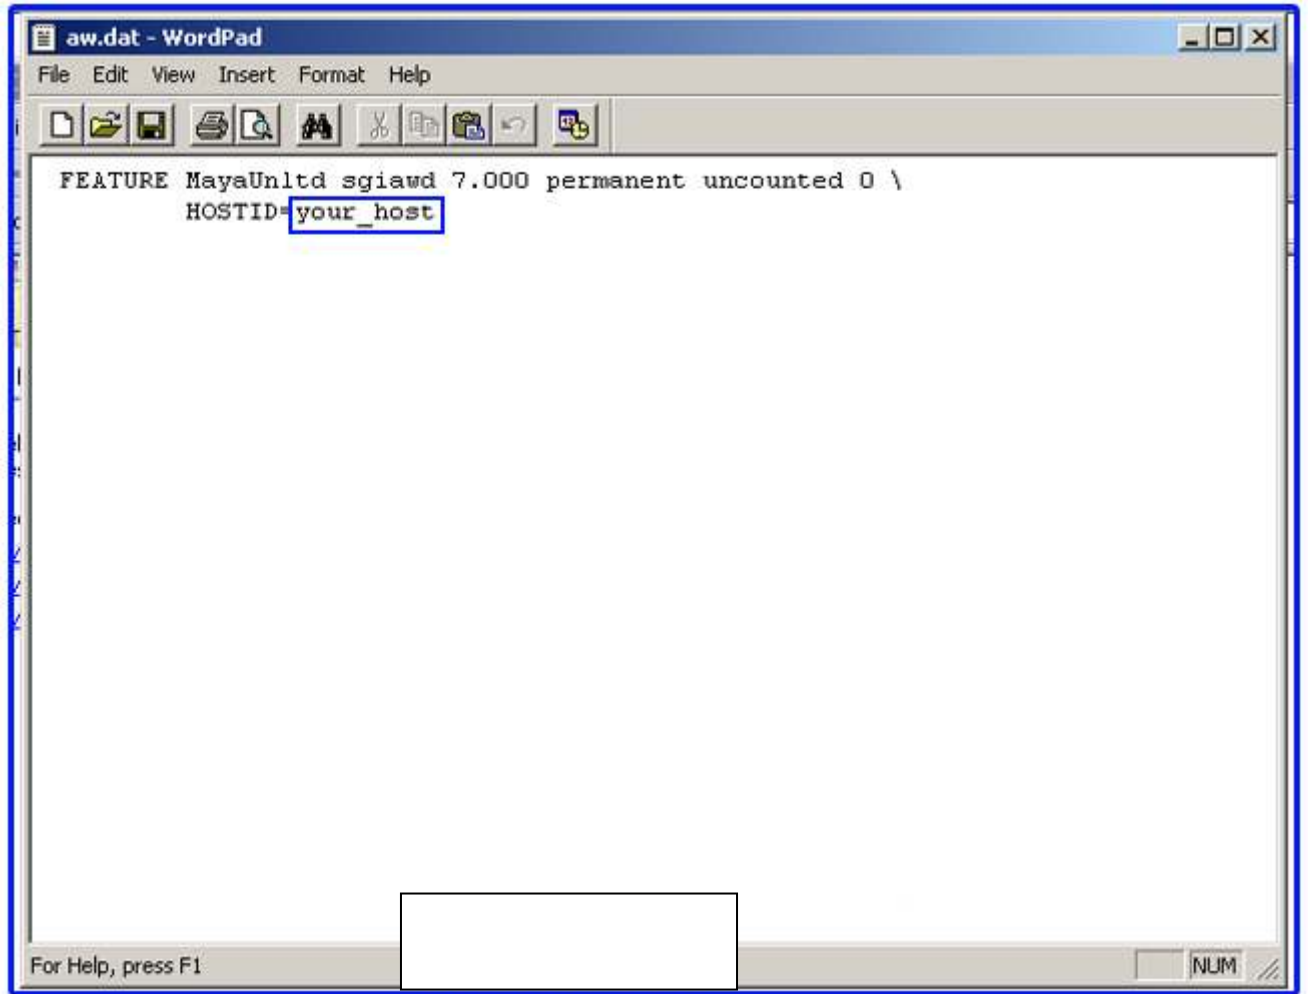 aw.dat - WordPad
File Edit View Insert Format Help
FEATURE MayaUnltd sgiawd 7.000 permanent uncounted 0 \
HOSTID=your_host
For Help, press F1
NUM